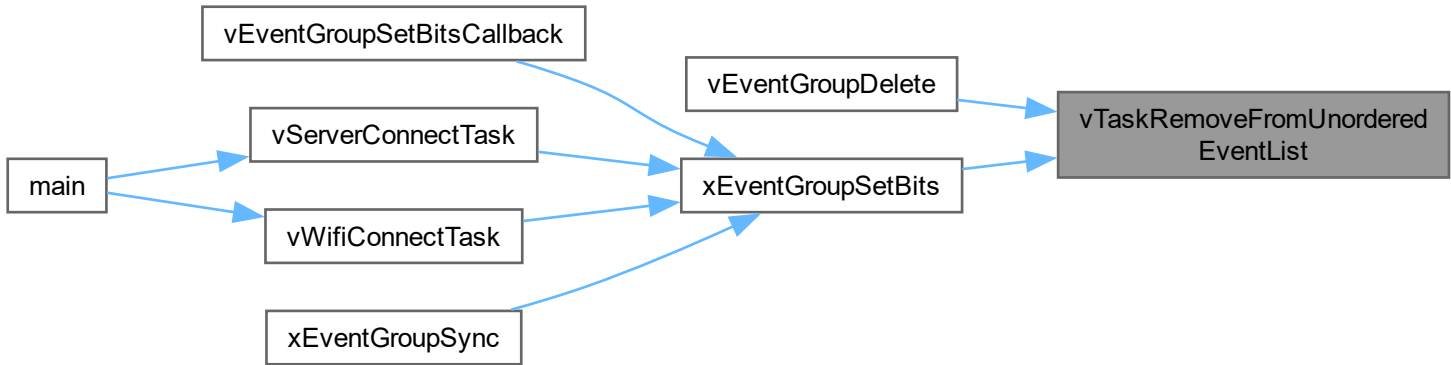 vEventGroupSetBitsCallback
vEventGroupDelete
vTaskRemoveFromUnordered
EventList
vServerConnectTask
main
xEventGroupSetBits
vWifiConnectTask
xEventGroupSync